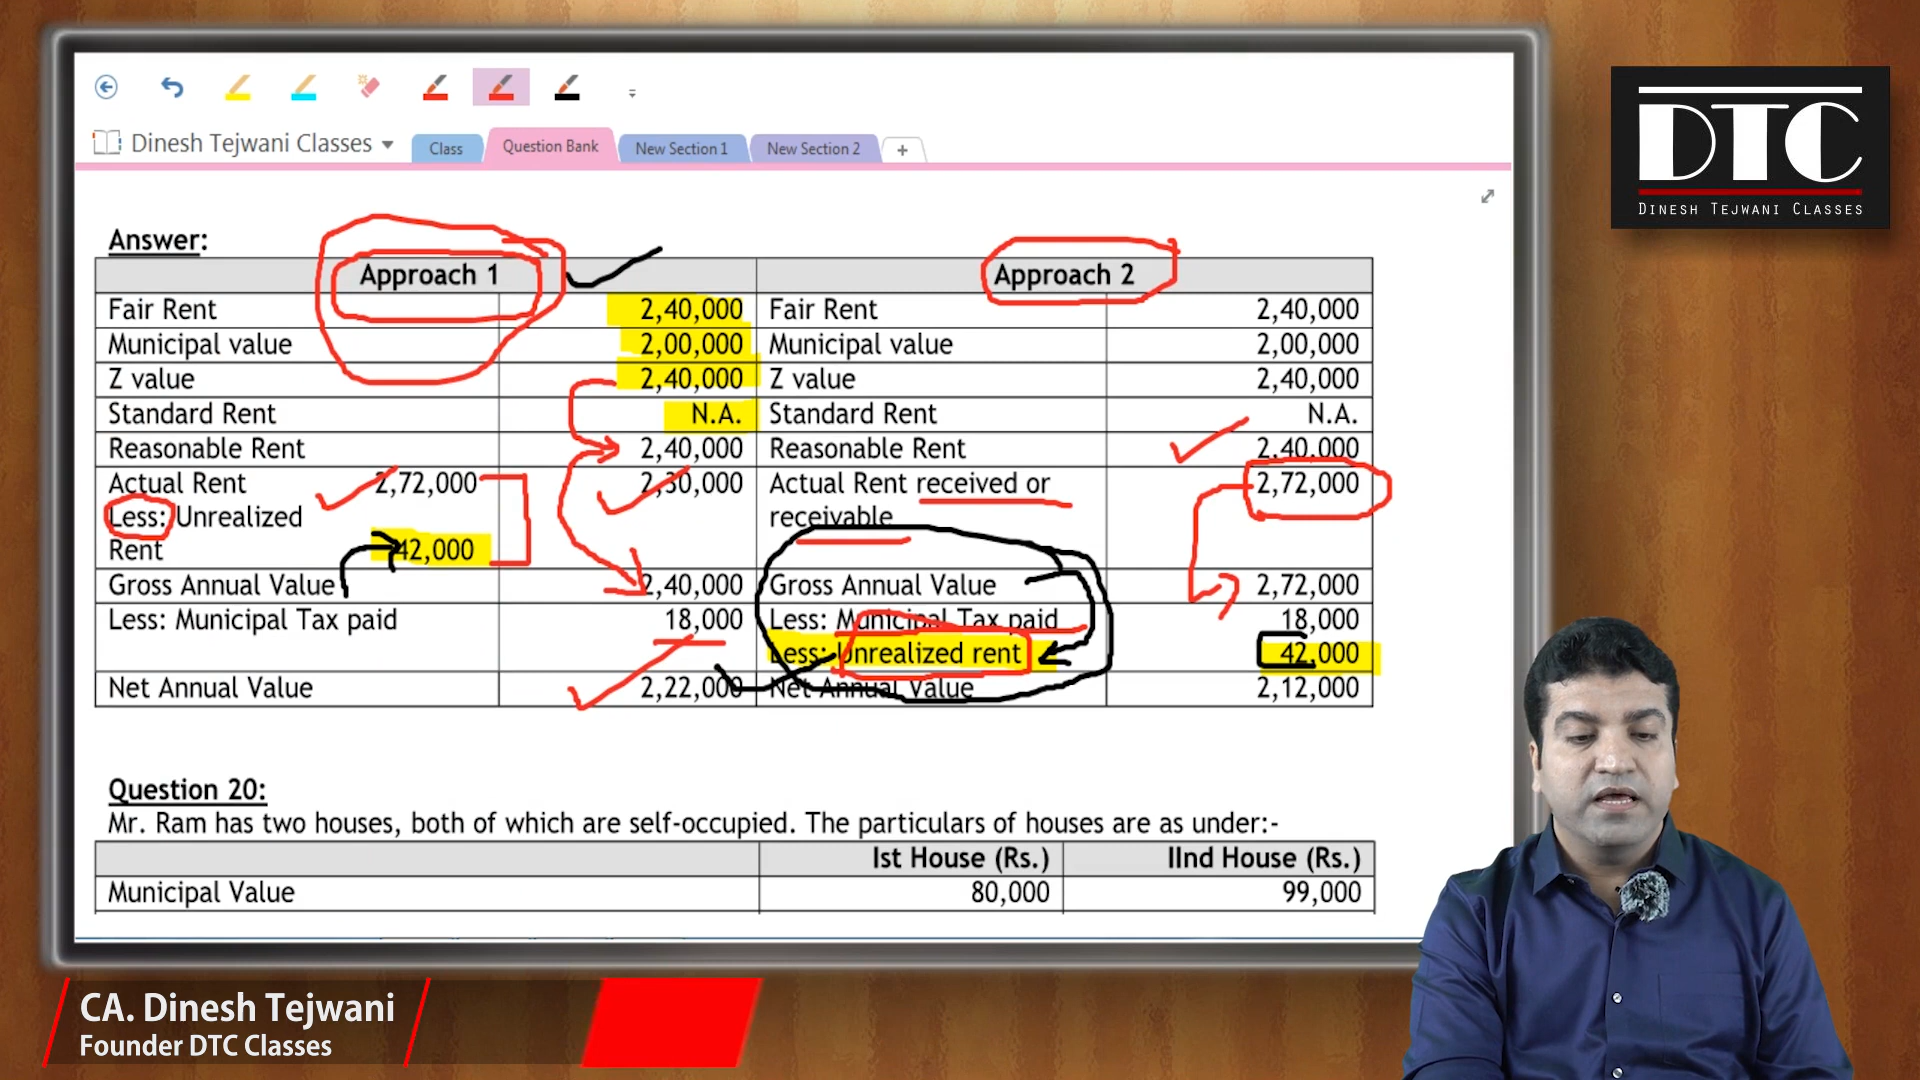 DTC
DINESH TEJWANI CLASSES
Dinesh Tejwani Classes
Class
Question Bank
New Section 1
New Section 2
+
Answer:
Approach 1 Approach 2
Fair Rent 2,40,000 Fair Rent 2,40,000
Municipal value 2,00,000 Municipal value 2,00,000
Z value 2,40,000 Z value 2,40,000
Standard Rent N.A. Standard Rent N.A.
Reasonable Rent 2,40,000 Reasonable Rent 2,40,000
Actual Rent 2,72,000 2,30,000 Actual Rent received or 2,72,000
Less: Unrealized receivable
Rent 42,000
Gross Annual Value 2,40,000 Gross Annual Value 2,72,000
Less: Municipal Tax paid 18,000 Less: Municipal Tax paid 18,000
Less: Unrealized rent 42,000
Net Annual Value 2,22,000 Net Annual Value 2,12,000
Question 20:
Mr. Ram has two houses, both of which are self-occupied. The particulars of houses are as under:-
Ist House (Rs.) IInd House (Rs.)
Municipal Value 80,000 99,000
CA. Dinesh Tejwani
Founder DTC Classes